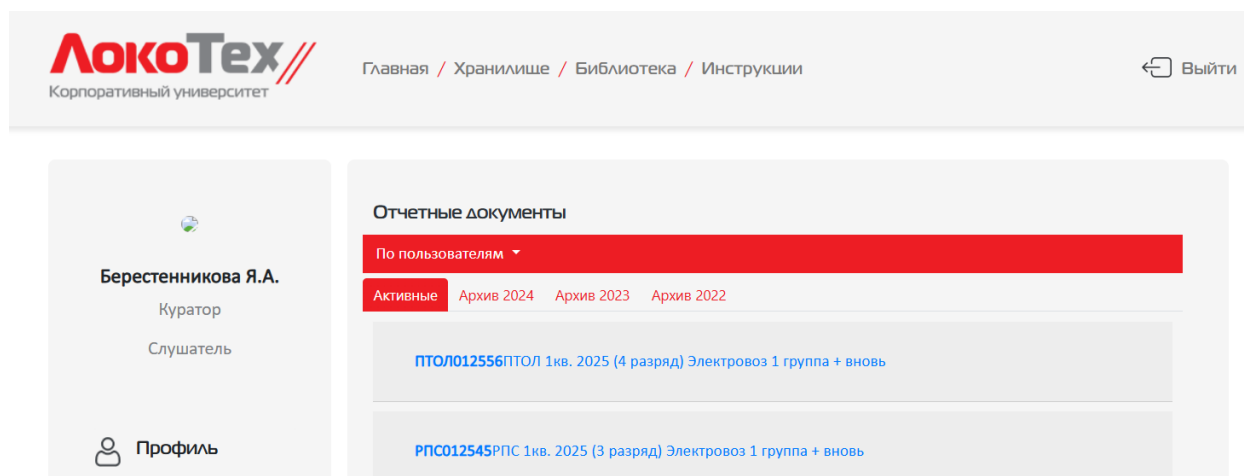 ЛокоТех
Корпоративный университет
Главная / Хранилище / Библиотека / Инструкции
Выйти
Берестенникова Я.А.
Куратор
Слушатель
Профиль
Отчетные документы
По пользователям
Активные Архив 2024 Архив 2023 Архив 2022
ПТОЛ012556ПТОЛ 1кв. 2025 (4 разряд) Электровоз 1 группа + вновь
РПС012545РПС 1кв. 2025 (3 разряд) Электровоз 1 группа + вновь